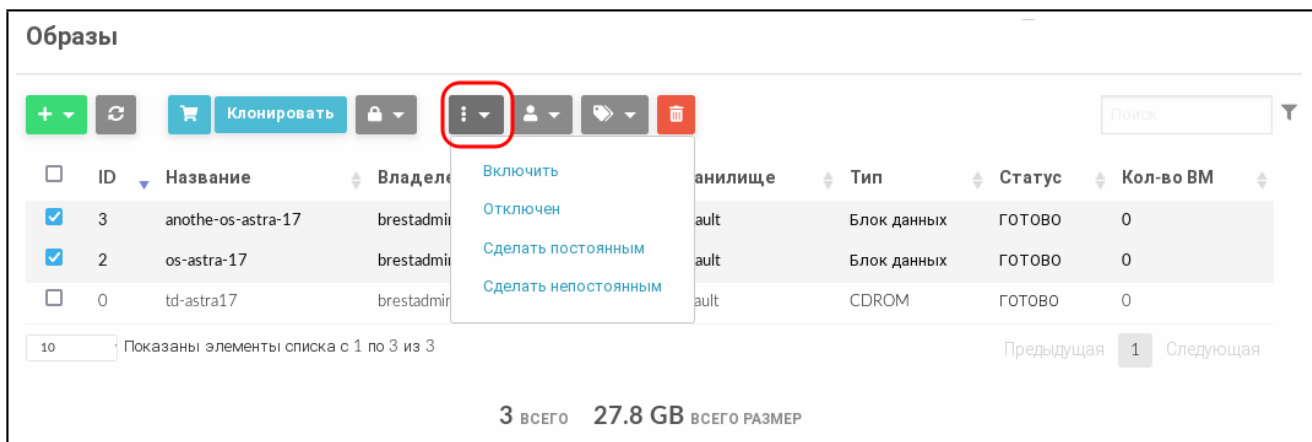 Образы
Клонировать Поиск
ID Название Владеле анилище Тип Статус Кол-во ВМ
Включить
3 anothe-os-astra-17 brestadmin ault Блок данных ГОТОВО 0
Отключен
2 os-astra-17 brestadmin ault Блок данных ГОТОВО 0
Сделать постоянным
0 td-astra17 brestadmin ault CDROM ГОТОВО 0
Сделать непостоянным
10 Показаны элементы списка с 1 по 3 из 3 Предыдущая 1 Следующая
3 ВСЕГО 27.8 GB ВСЕГО РАЗМЕР